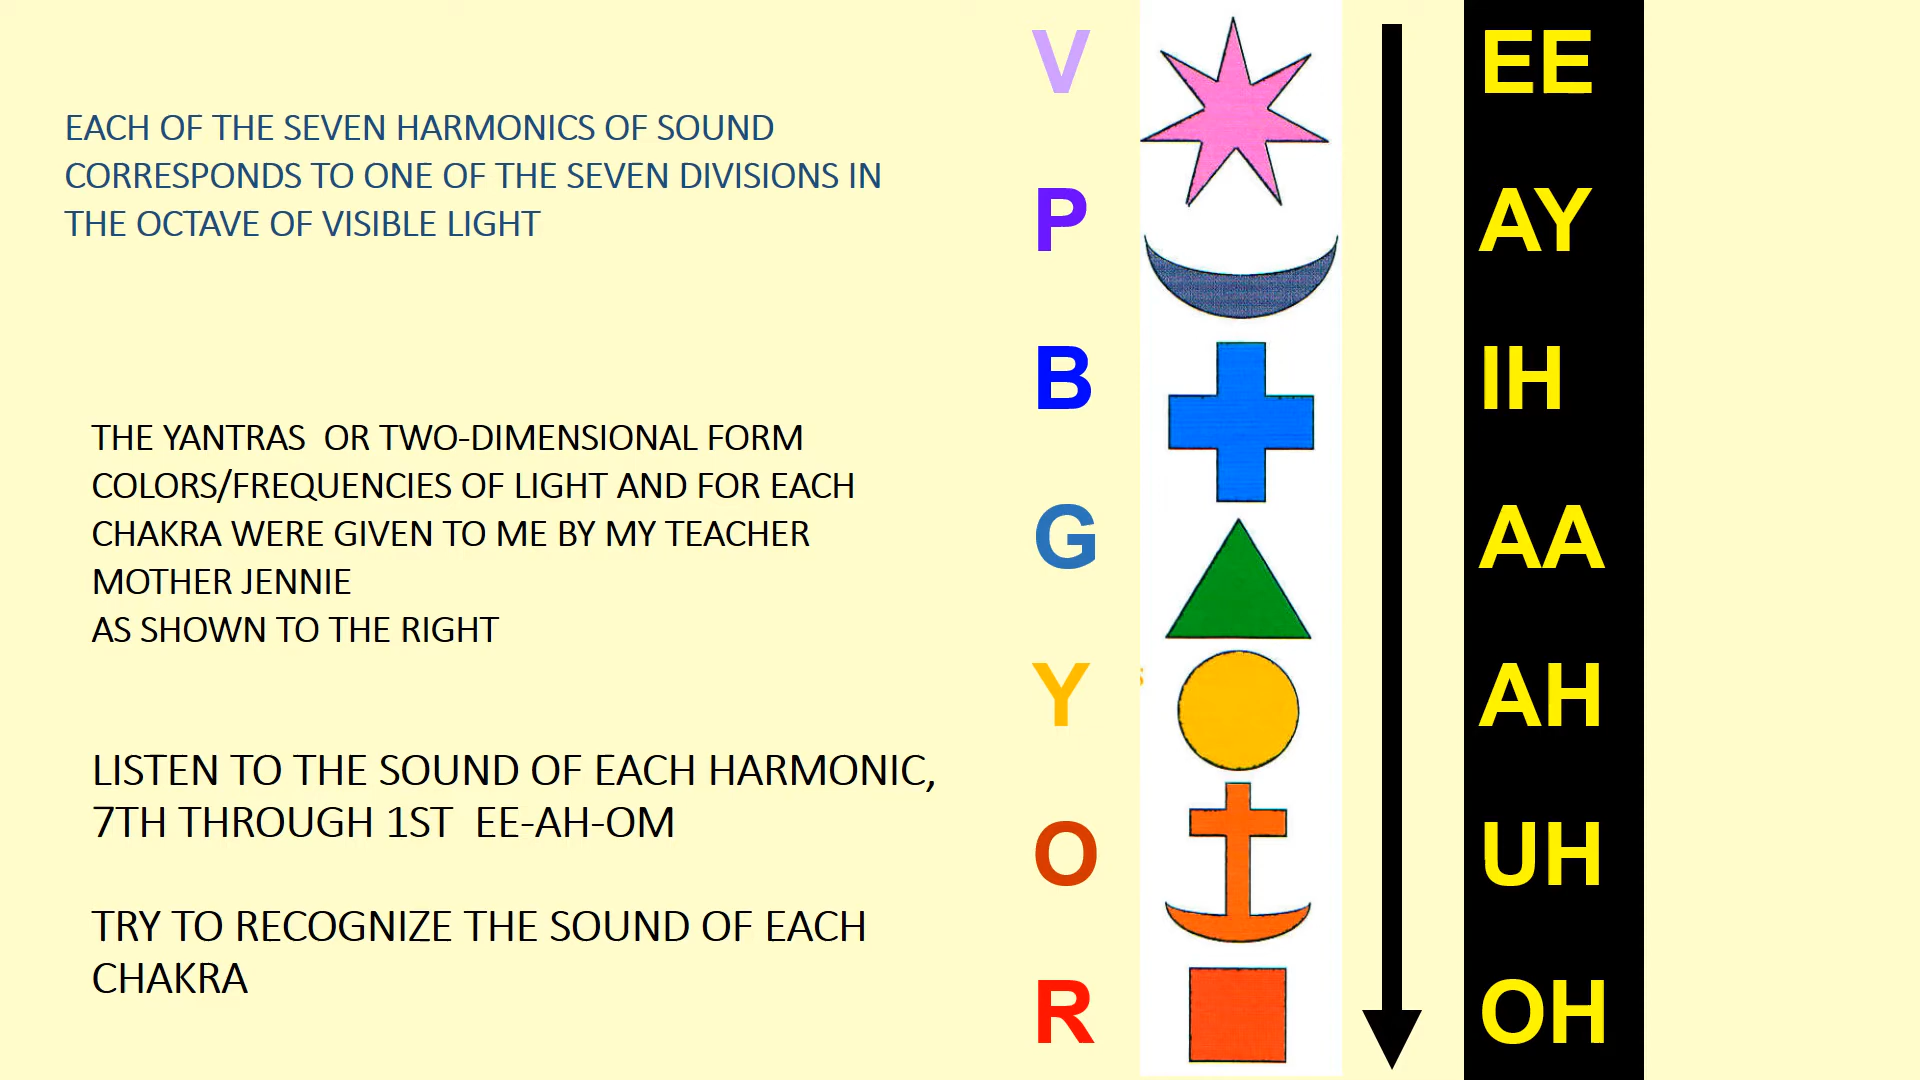 EACH OF THE SEVEN HARMONICS OF SOUND
CORRESPONDS TO ONE OF THE SEVEN DIVISIONS IN
THE OCTAVE OF VISIBLE LIGHT
THE YANTRAS  OR TWO-DIMENSIONAL FORM
COLORS/FREQUENCIES OF LIGHT AND FOR EACH
CHAKRA WERE GIVEN TO ME BY MY TEACHER
MOTHER JENNIE
AS SHOWN TO THE RIGHT
LISTEN TO THE SOUND OF EACH HARMONIC,
7TH THROUGH 1ST  EE-AH-OM
TRY TO RECOGNIZE THE SOUND OF EACH
CHAKRA
V
P
B
G
Y
O
R
EE
AY
IH
AA
AH
UH
OH